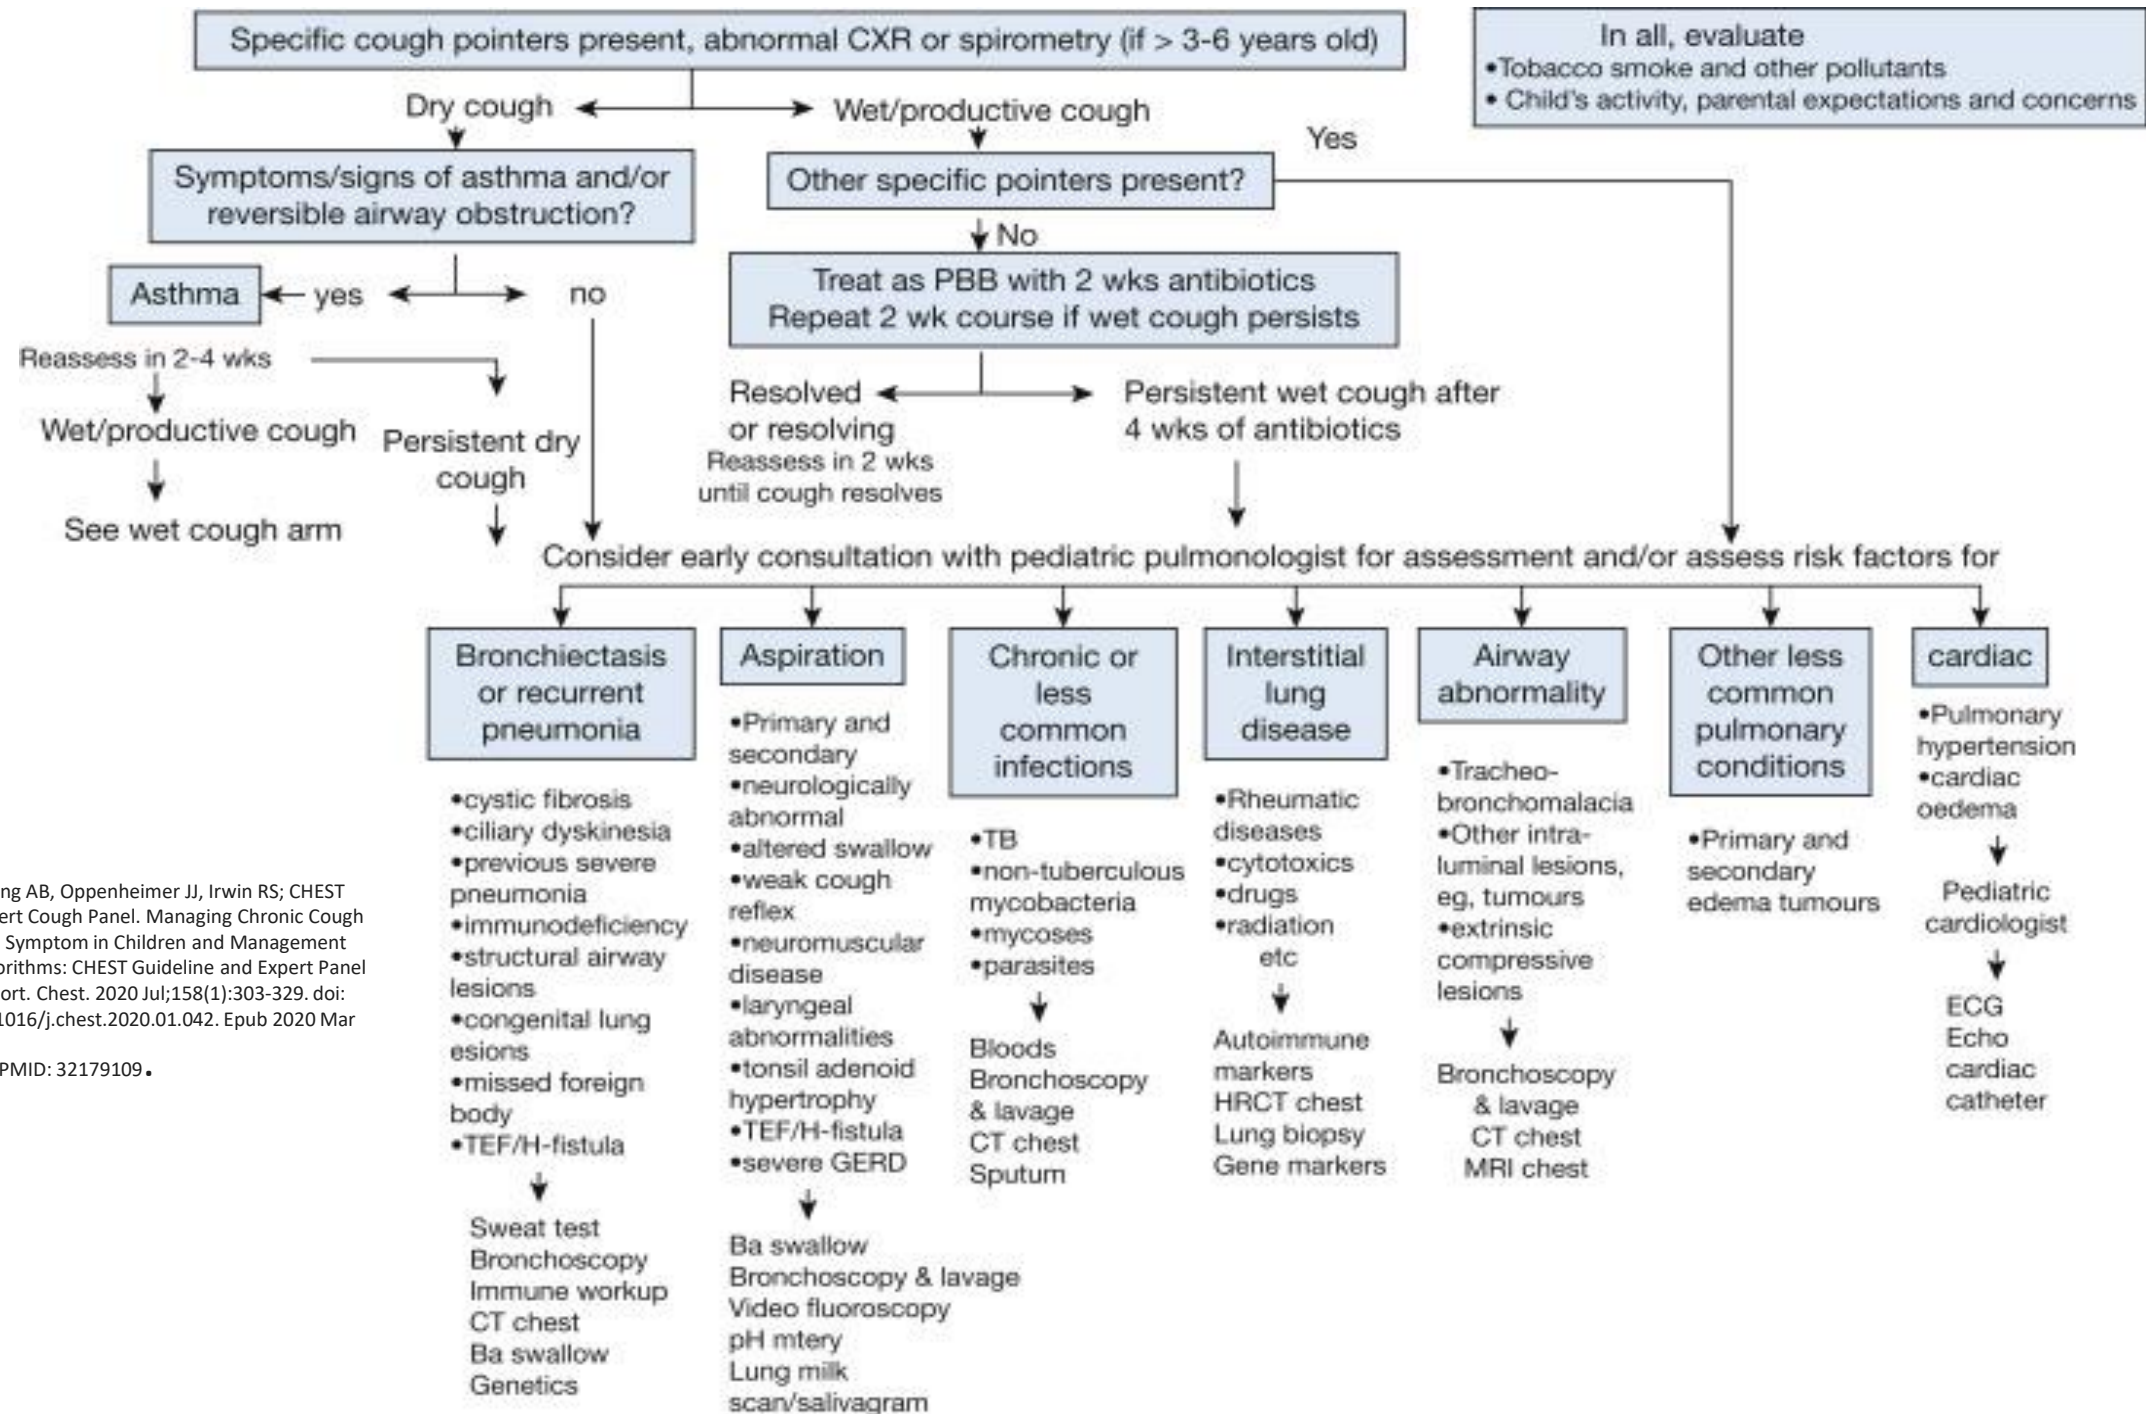 Specific cough pointers present, abnormal CXR or spirometry (if > 3-6 years old)
In all, evaluate
•Tobacco smoke and other pollutants
• Child's activity, parental expectations and concerns
Dry cough
Wet/productive cough
Yes
Symptoms/signs of asthma and/or
reversible airway obstruction?
Other specific pointers present?
No
Asthma
yes
no
Treat as PBB with 2 wks antibiotics
Repeat 2 wk course if wet cough persists
Reassess in 2-4 wks
Wet/productive cough
See wet cough arm
Persistent dry
cough
Resolved
or resolving
Reassess in 2 wks
until cough resolves
Persistent wet cough after
4 wks of antibiotics
Consider early consultation with pediatric pulmonologist for assessment and/or assess risk factors for
Bronchiectasis
or recurrent
pneumonia
•cystic fibrosis
•ciliary dyskinesia
•previous severe
pneumonia
•immunodeficiency
•structural airway
lesions
•congenital lung
esions
•missed foreign
body
•TEF/H-fistula
Sweat test
Bronchoscopy
Immune workup
CT chest
Ba swallow
Genetics
Aspiration
•Primary and
secondary
•neurologically
abnormal
•altered swallow
•weak cough
reflex
•neuromuscular
disease
•laryngeal
abnormalities
•tonsil adenoid
hypertrophy
•TEF/H-fistula
•severe GERD
Ba swallow
Bronchoscopy & lavage
Video fluoroscopy
pH mtery
Lung milk
scan/salivagram
Chronic or
less
common
infections
•TB
•non-tuberculous
mycobacteria
•mycoses
•parasites
Bloods
Bronchoscopy
& lavage
CT chest
Sputum
Interstitial
lung
disease
•Rheumatic
diseases
•cytotoxics
•drugs
•radiation
etc
Autoimmune
markers
HRCT chest
Lung biopsy
Gene markers
Airway
abnormality
•Tracheo-
bronchomalacia
•Other intra-
luminal lesions,
eg, tumours
•extrinsic
compressive
lesions
Bronchoscopy
& lavage
CT chest
MRI chest
Other less
common
pulmonary
conditions
•Primary and
secondary
edema tumours
cardiac
•Pulmonary
hypertension
•cardiac
oedema
Pediatric
cardiologist
ECG
Echo
cardiac
catheter
ng AB, Oppenheimer JJ, Irwin RS; CHEST
ert Cough Panel. Managing Chronic Cough
Symptom in Children and Management
orithms: CHEST Guideline and Expert Panel
ort. Chest. 2020 Jul;158(1):303-329. doi:
1016/j.chest.2020.01.042. Epub 2020 Mar
PMID: 32179109.